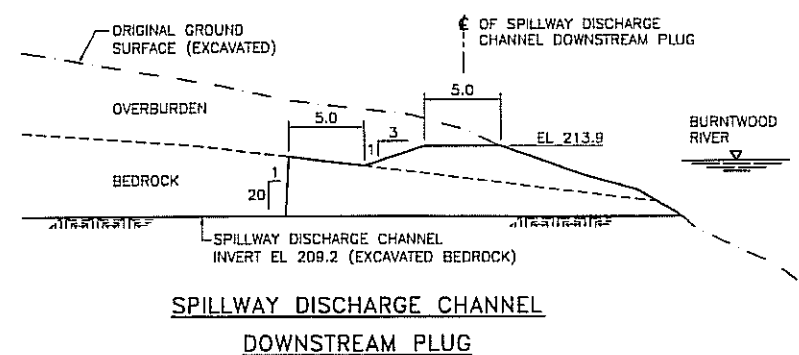 ORIGINAL GROUND
SURFACE (EXCAVATED)
℄ OF SPILLWAY DISCHARGE
CHANNEL DOWNSTREAM PLUG
OVERBURDEN
5.0
5.0
BURNTWOOD
RIVER
3
1
EL 213.9
BEDROCK
1
20
SPILLWAY DISCHARGE CHANNEL
INVERT EL 209.2 (EXCAVATED BEDROCK)
SPILLWAY DISCHARGE CHANNEL
DOWNSTREAM PLUG